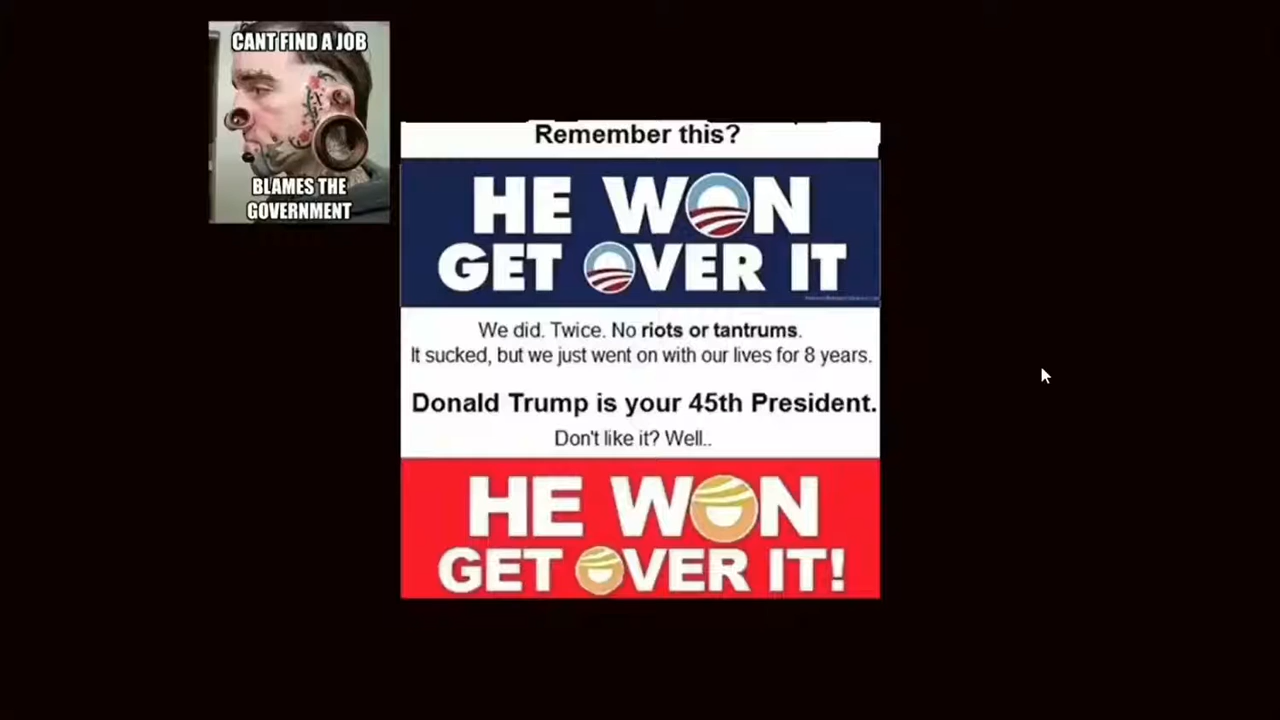 CANT FIND A JOB
BLAMES THE
GOVERNMENT
Remember this?
HE WON
GET OVER IT
We did. Twice. No riots or tantrums.
It sucked, but we just went on with our lives for 8 years.
Donald Trump is your 45th President.
Don't like it? Well..
HE WON
GET OVER IT!